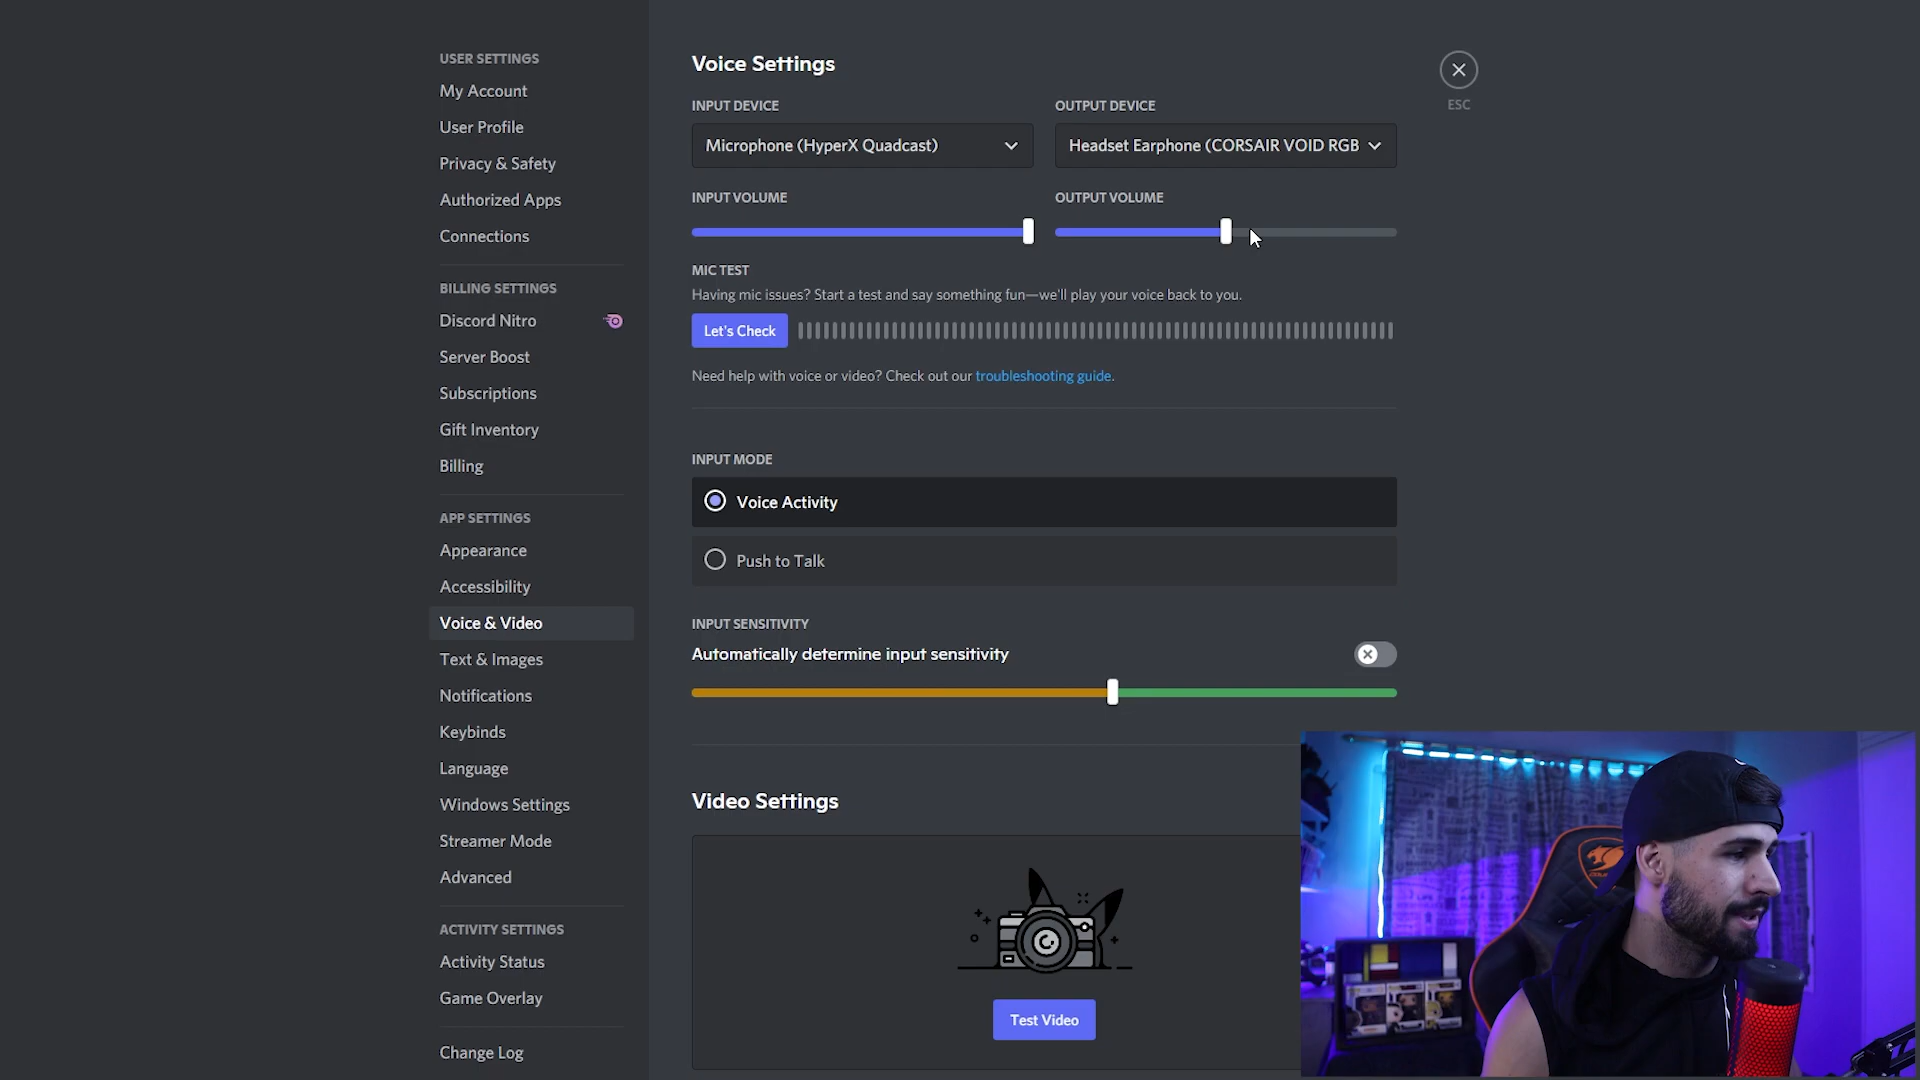 USER SETTINGS
My Account
User Profile
Privacy & Safety
Authorized Apps
Connections
BILLING SETTINGS
Discord Nitro
Server Boost
Subscriptions
Gift Inventory
Billing
APP SETTINGS
Appearance
Accessibility
Voice & Video
Text & Images
Notifications
Keybinds
Language
Windows Settings
Streamer Mode
Advanced
ACTIVITY SETTINGS
Activity Status
Game Overlay
Change Log
Voice Settings
ESC
INPUT DEVICE
OUTPUT DEVICE
Microphone (HyperX Quadcast)
Headset Earphone (CORSAIR VOID RGB
INPUT VOLUME
OUTPUT VOLUME
MIC TEST
Having mic issues? Start a test and say something fun—we'll play your voice back to you.
Let's Check
Need help with voice or video? Check out our troubleshooting guide.
INPUT MODE
Voice Activity
Push to Talk
INPUT SENSITIVITY
Automatically determine input sensitivity
Video Settings
Test Video